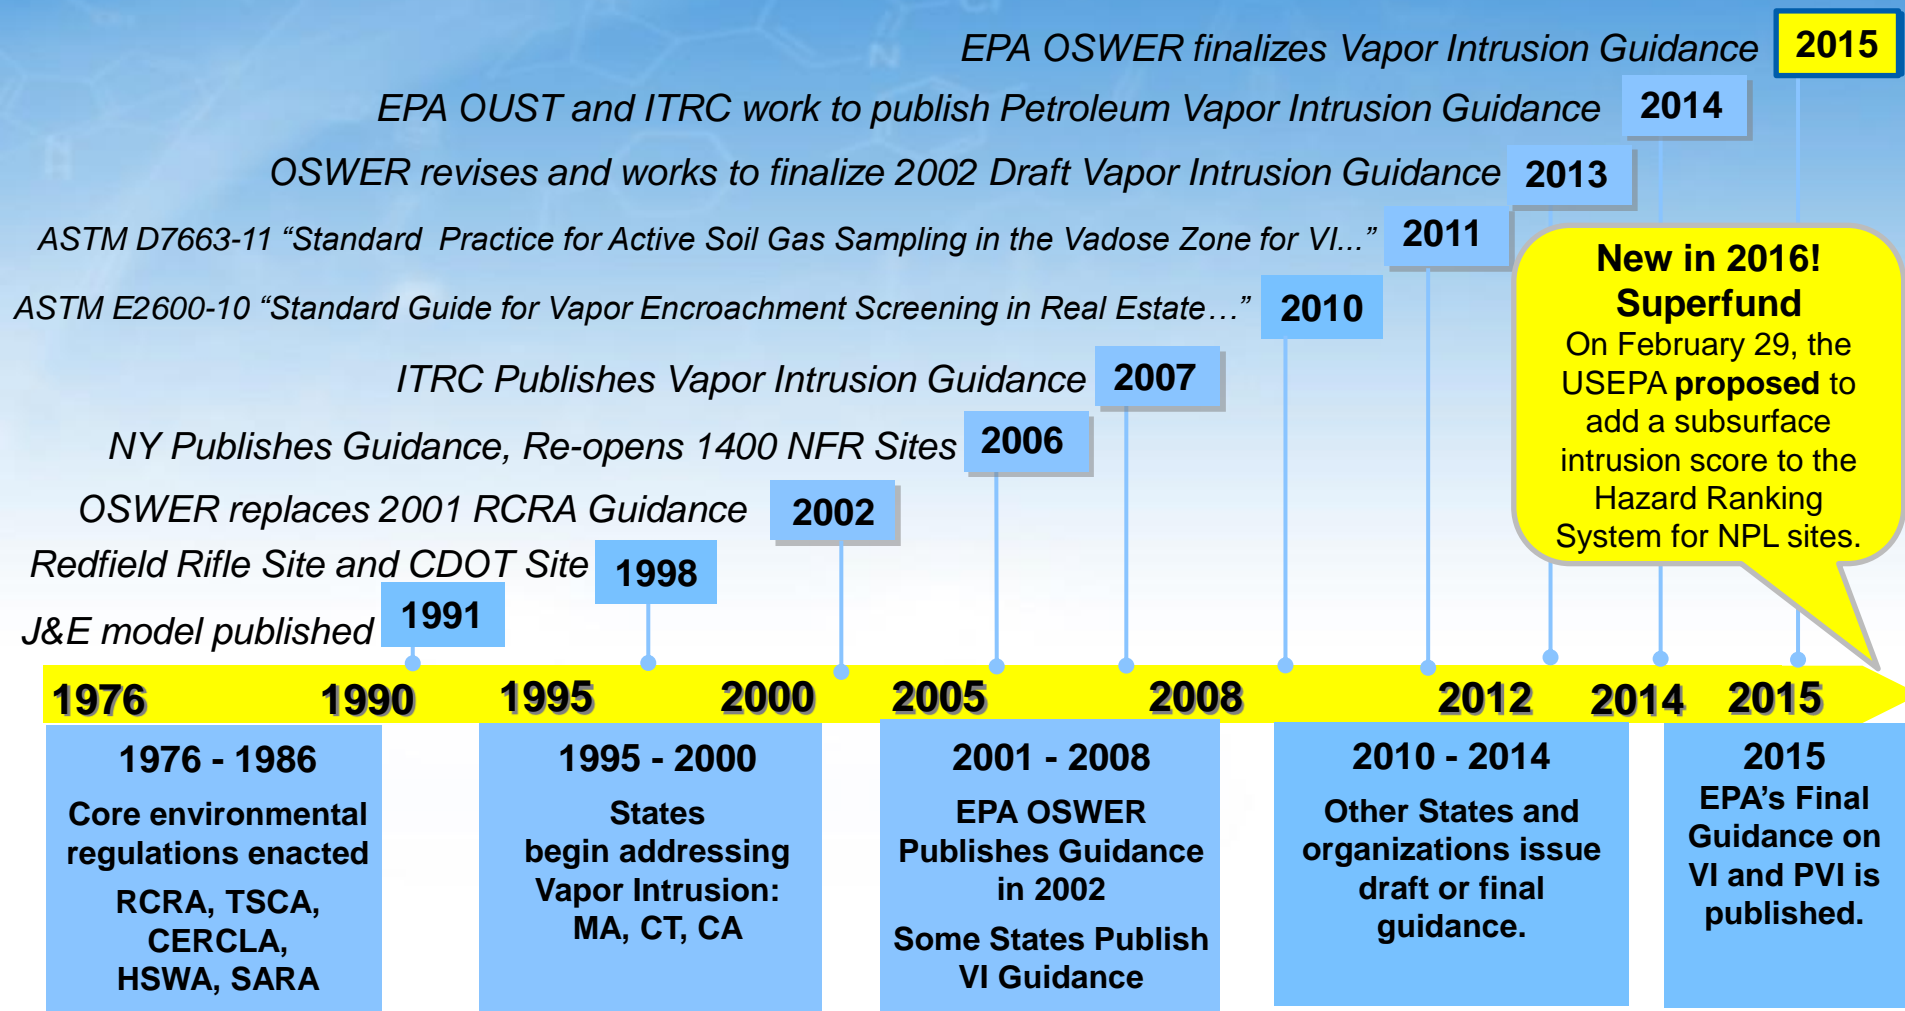 EPA OSWER finalizes Vapor Intrusion Guidance 2015
EPA OUST and ITRC work to publish Petroleum Vapor Intrusion Guidance 2014
OSWER revises and works to finalize 2002 Draft Vapor Intrusion Guidance 2013
ASTM D7663-11 “Standard Practice for Active Soil Gas Sampling in the Vadose Zone for VI...” 2011
ASTM E2600-10 “Standard Guide for Vapor Encroachment Screening in Real Estate…” 2010
ITRC Publishes Vapor Intrusion Guidance 2007
NY Publishes Guidance, Re-opens 1400 NFR Sites 2006
OSWER replaces 2001 RCRA Guidance 2002
Redfield Rifle Site and CDOT Site 1998
J&E model published 1991
New in 2016!
Superfund
On February 29, the
USEPA proposed to
add a subsurface
intrusion score to the
Hazard Ranking
System for NPL sites.
1976 1990 1995 2000 2005 2008 2012 2014 2015
1976 - 1986
Core environmental
regulations enacted
RCRA, TSCA,
CERCLA,
HSWA, SARA
1995 - 2000
States
begin addressing
Vapor Intrusion:
MA, CT, CA
2001 - 2008
EPA OSWER
Publishes Guidance
in 2002
Some States Publish
VI Guidance
2010 - 2014
Other States and
organizations issue
draft or final
guidance.
2015
EPA’s Final
Guidance on
VI and PVI is
published.
N
Cl
N